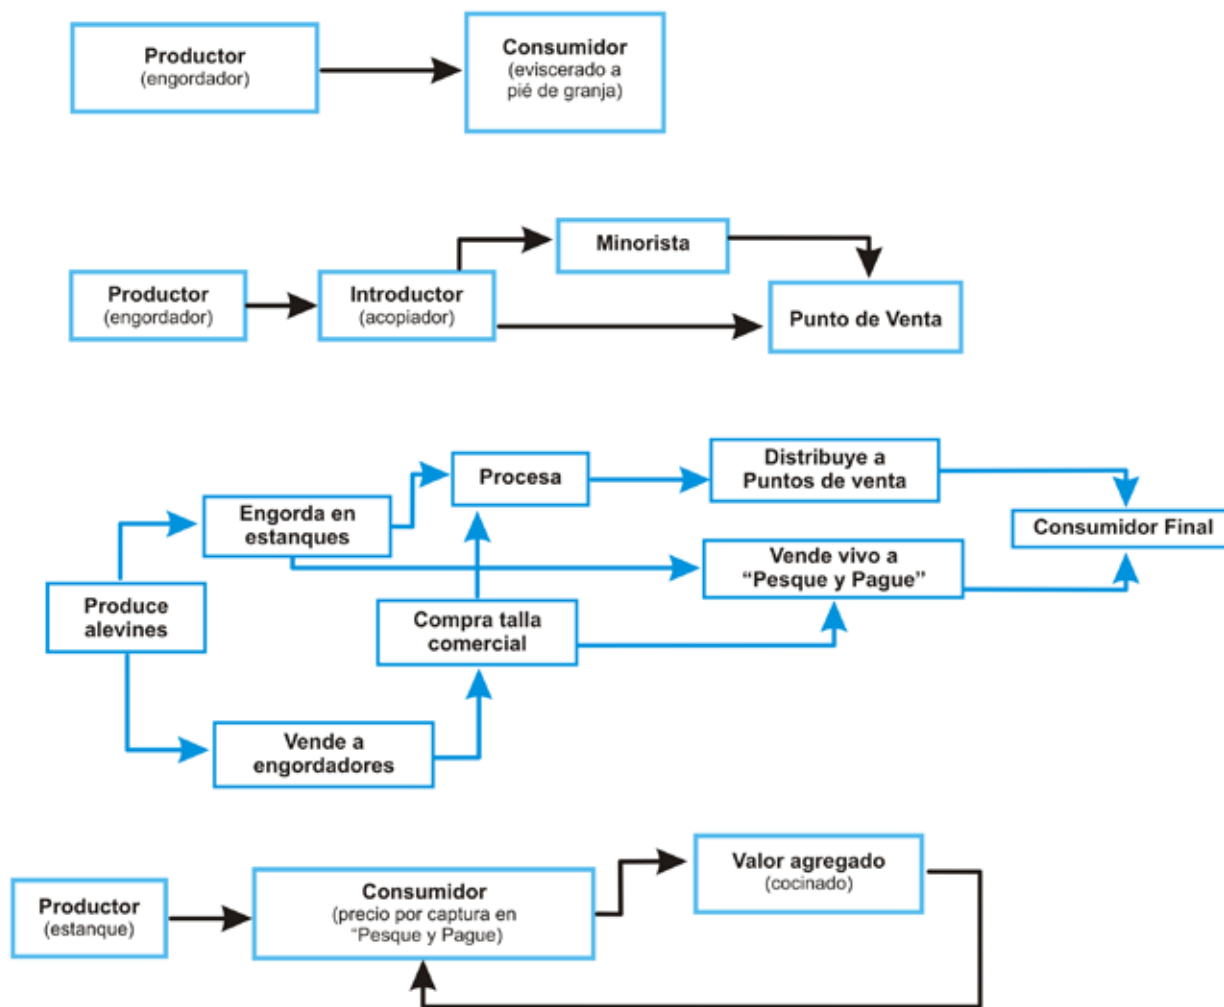 Productor
(engordador)
Consumidor
(eviscerado a
pié de granja)
Minorista
Productor
(engordador)
Introductor
(acopiador)
Punto de Venta
Procesa
Distribuye a
Puntos de venta
Engorda en
estanques
Consumidor Final
Vende vivo a
“Pesque y Pague”
Produce
alevines
Compra talla
comercial
Vende a
engordadores
Valor agregado
(cocinado)
Productor
(estanque)
Consumidor
(precio por captura en
“Pesque y Pague)